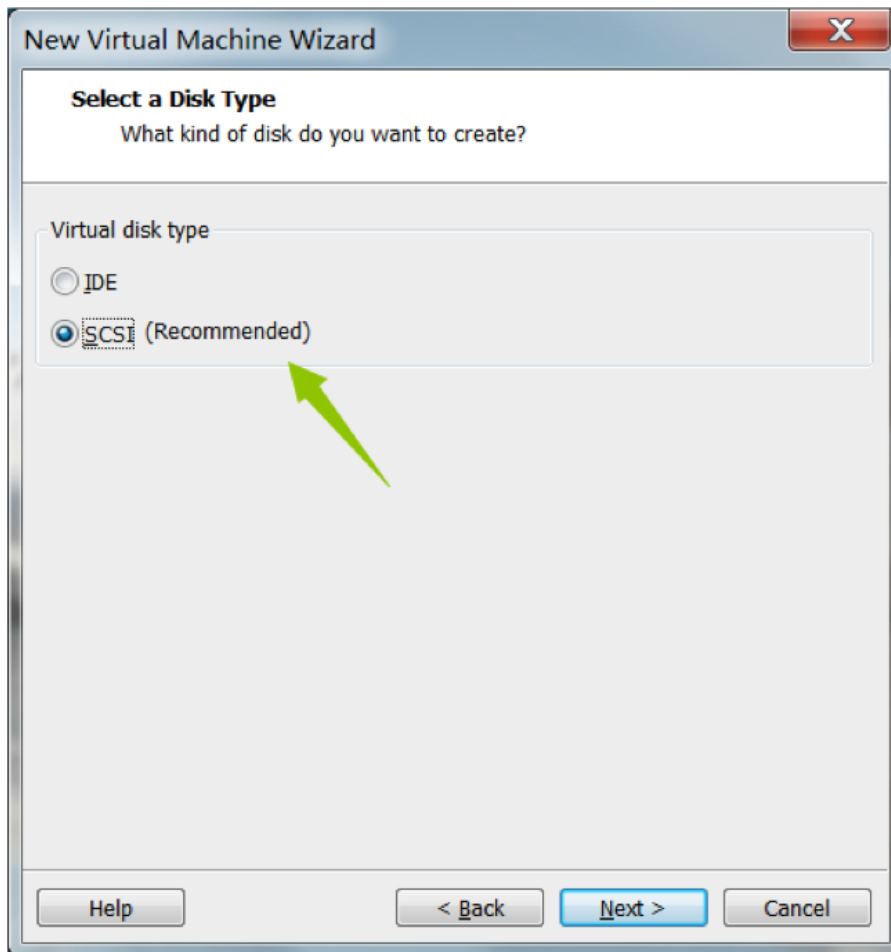 New Virtual Machine Wizard
Select a Disk Type
What kind of disk do you want to create?
Virtual disk type
IDE
SCSI (Recommended)
Help < Back Next > Cancel